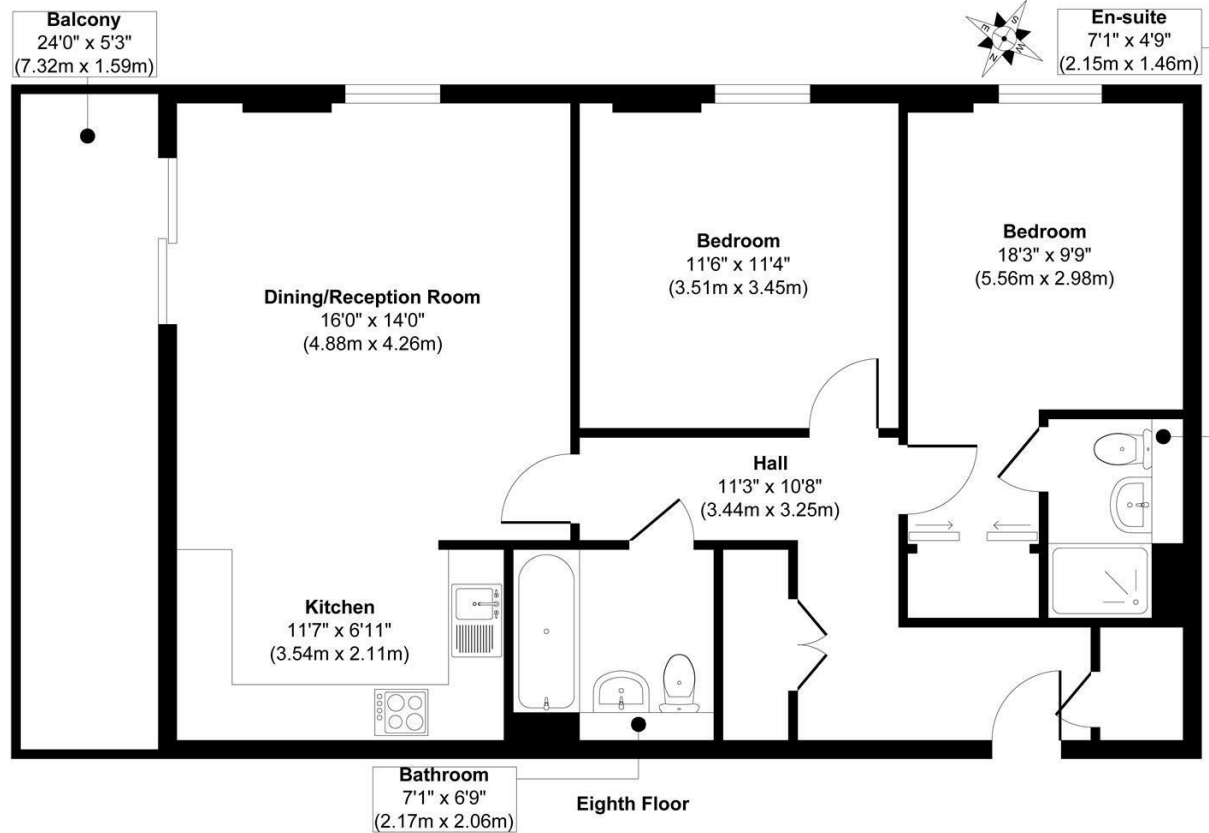 Balcony
24'0" x 5'3"
(7.32m x 1.59m)
S
E
W
N
En-suite
7'1" x 4'9"
(2.15m x 1.46m)
Bedroom
11'6" x 11'4"
(3.51m x 3.45m)
Bedroom
18'3" x 9'9"
(5.56m x 2.98m)
Dining/Reception Room
16'0" x 14'0"
(4.88m x 4.26m)
Hall
11'3" x 10'8"
(3.44m x 3.25m)
Kitchen
11'7" x 6'11"
(3.54m x 2.11m)
Bathroom
7'1" x 6'9"
(2.17m x 2.06m)
Eighth Floor